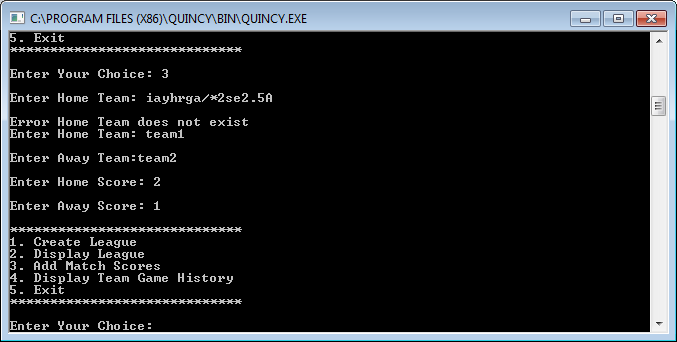 C:\PROGRAM FILES (X86)\QUINCY\BIN\QUINCY.EXE
5. Exit
*****************************
Enter Your Choice: 3
Enter Home Team: iayhrga/*2se2.5A
Error Home Team does not exist
Enter Home Team: team1
Enter Away Team:team2
Enter Home Score: 2
Enter Away Score: 1
*****************************
1. Create League
2. Display League
3. Add Match Scores
4. Display Team Game History
5. Exit
*****************************
Enter Your Choice: